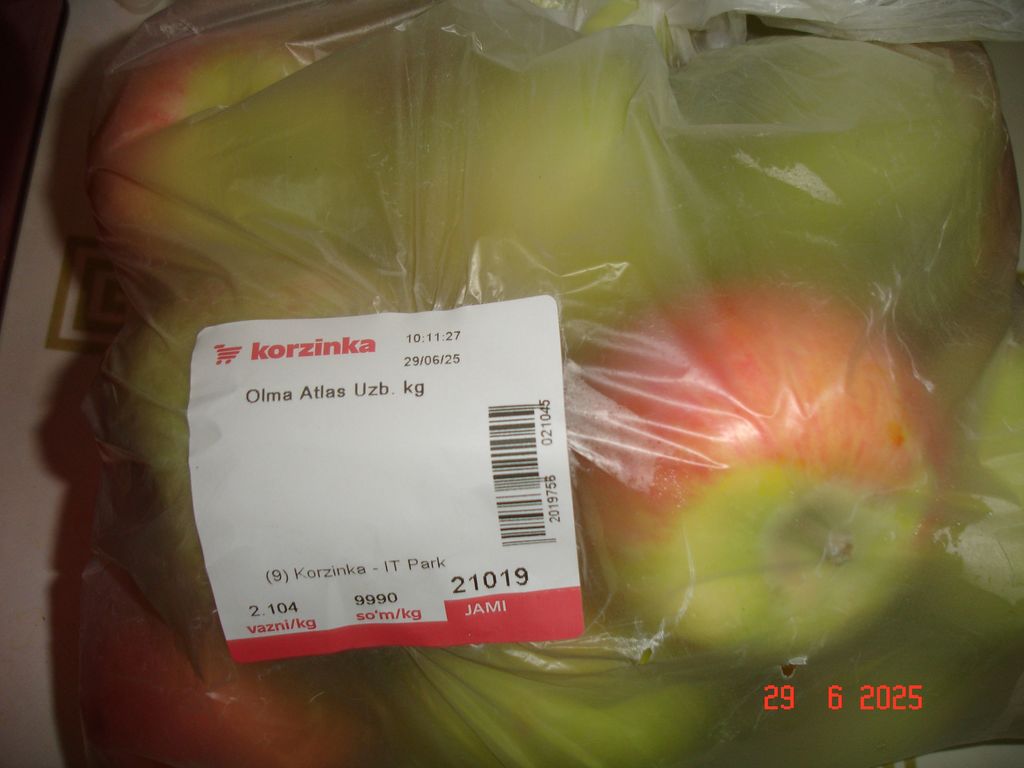 korzinka
10:11:27
29/06/25
Olma Atlas Uzb. kg
2019756 021045
(9) Korzinka - IT Park
2.104
vazni/kg
9990
so'm/kg
21019
JAMI
29 6 2025